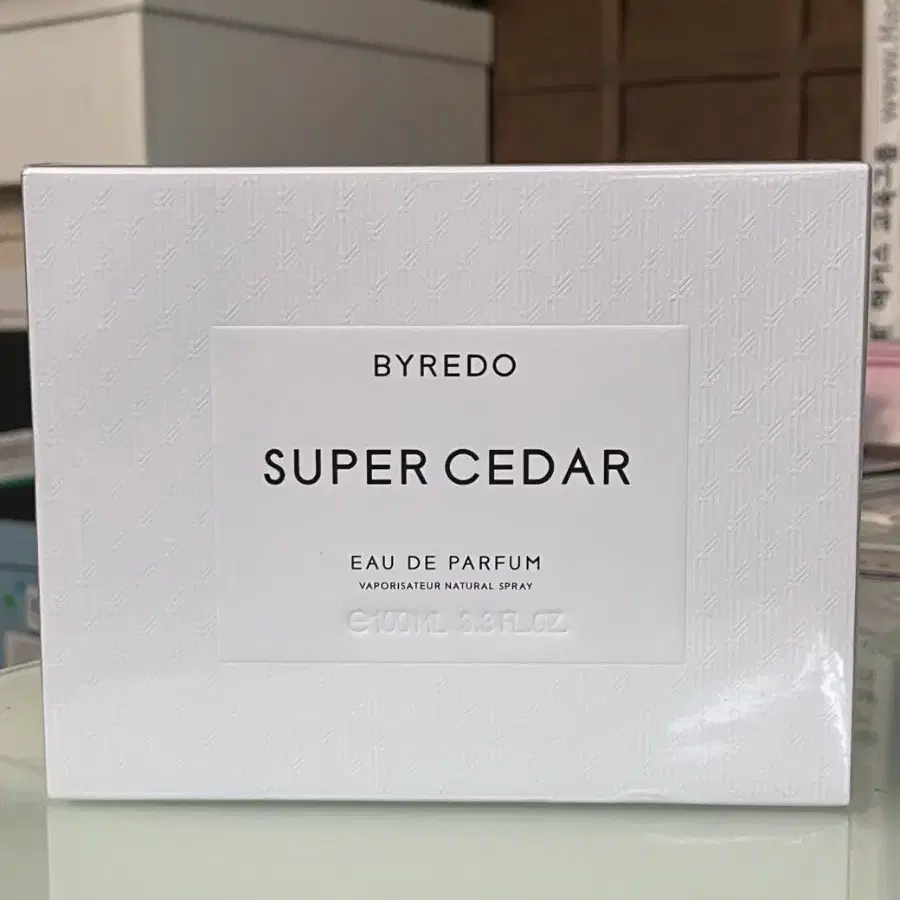 BYREDO
SUPER CEDAR
EAU DE PARFUM
VAPORISATEUR NATURAL SPRAY
℮100ML 3.3 FL.OZ